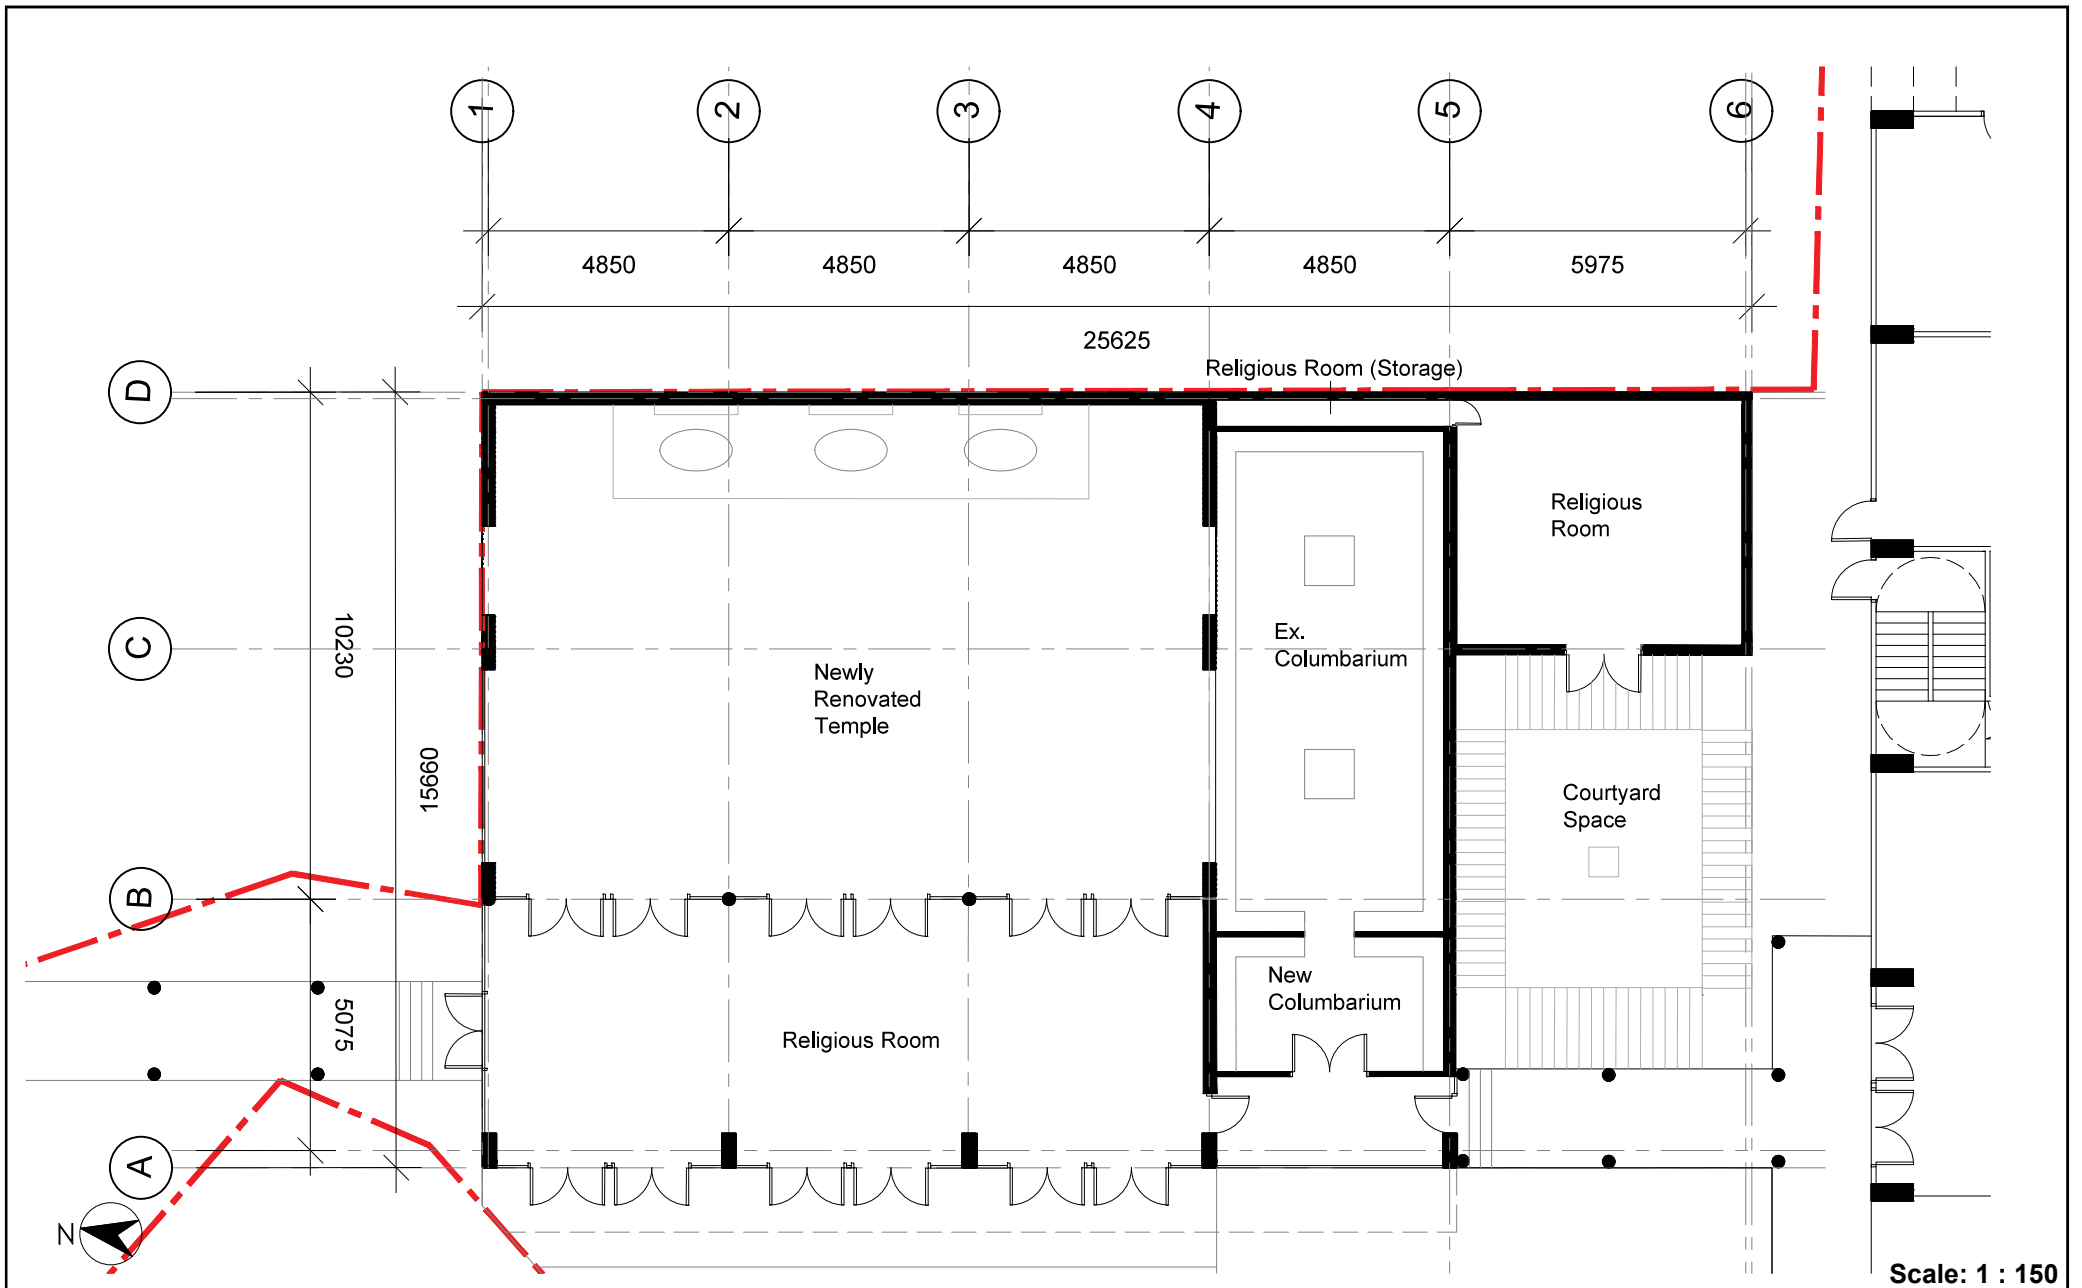 1
2
3
4
5
6
4850
4850
4850
4850
5975
25625
Religious Room (Storage)
D
C
B
A
10230
15660
5075
Religious
Room
Ex.
Columbarium
Newly
Renovated
Temple
Courtyard
Space
New
Columbarium
Religious Room
N
Scale: 1 : 150